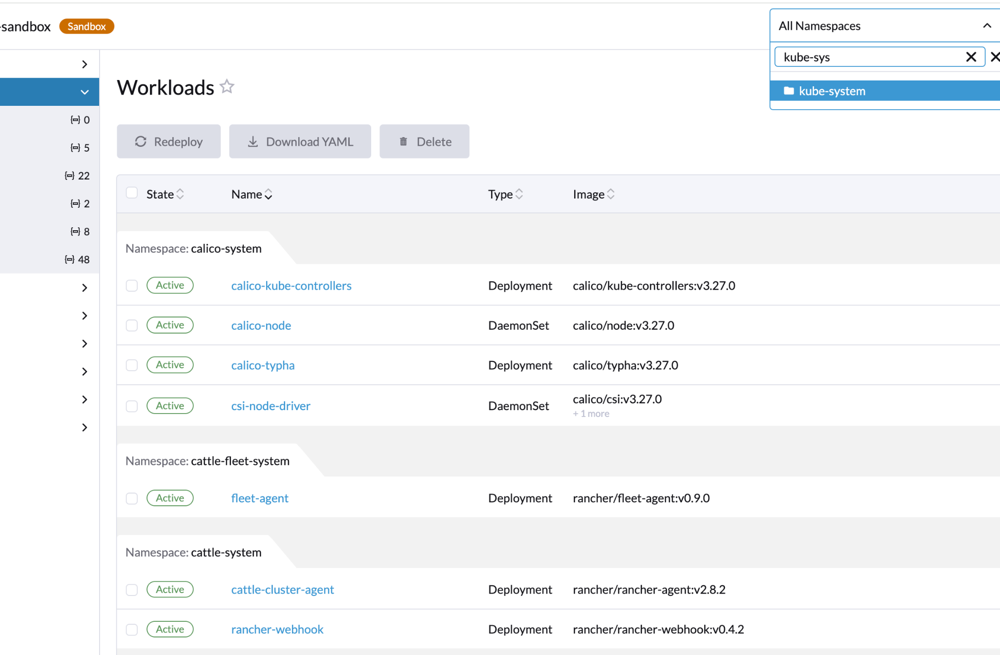 -sandbox Sandbox
All Namespaces
kube-sys
kube-system
Workloads
Redeploy Download YAML Delete
0
5
22
2
8
48
State Name Type Image
Namespace: calico-system
Active calico-kube-controllers Deployment calico/kube-controllers:v3.27.0
Active calico-node DaemonSet calico/node:v3.27.0
Active calico-typha Deployment calico/typha:v3.27.0
Active csi-node-driver DaemonSet calico/csi:v3.27.0
+ 1 more
Namespace: cattle-fleet-system
Active fleet-agent Deployment rancher/fleet-agent:v0.9.0
Namespace: cattle-system
Active cattle-cluster-agent Deployment rancher/rancher-agent:v2.8.2
Active rancher-webhook Deployment rancher/rancher-webhook:v0.4.2